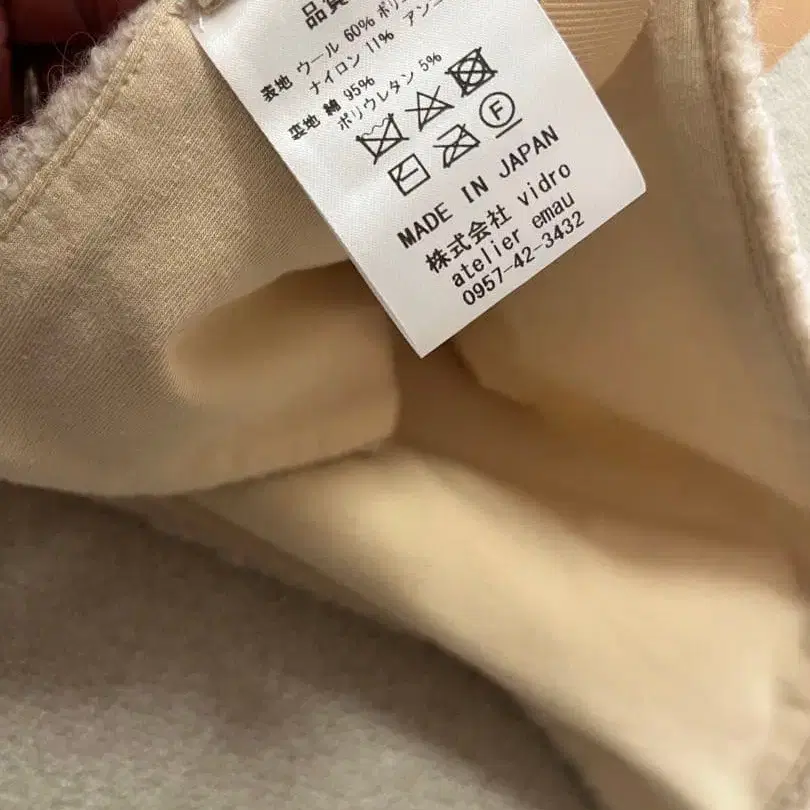 品質
表地 ウール 60% ポリ
ナイロン 11% アン
裏地 綿 95%
ポリウレタン 5%
F
MADE IN JAPAN
株式会社 vidro
atelier emau
0957-42-3432